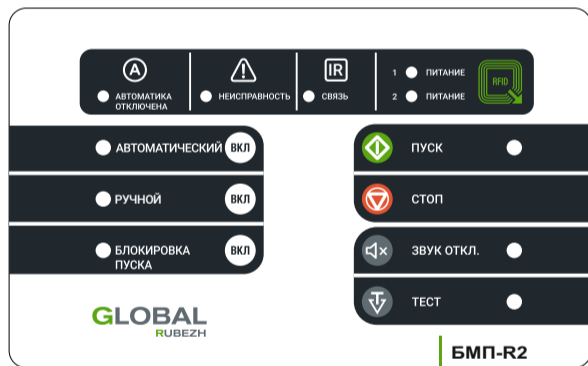 A
IR
АВТОМАТИКА
ОТКЛЮЧЕНА
НЕИСПРАВНОСТЬ
СВЯЗЬ
1 ПИТАНИЕ
2 ПИТАНИЕ
RFID
АВТОМАТИЧЕСКИЙ ВКЛ
РУЧНОЙ ВКЛ
БЛОКИРОВКА
ПУСКА
ВКЛ
ПУСК
СТОП
ЗВУК ОТКЛ.
ТЕСТ
GLOBAL
RUBEZH
БМП-R2